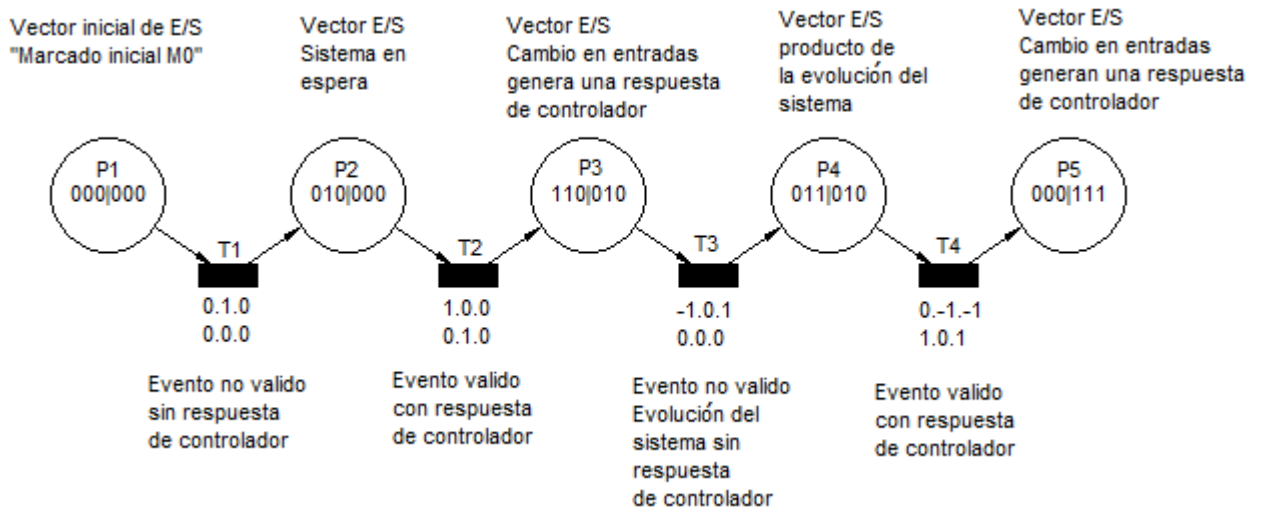 Vector inicial de E/S
"Marcado inicial M0"
Vector E/S
Sistema en
espera
Vector E/S
Cambio en entradas
genera una respuesta
de controlador
Vector E/S
producto de
la evolución del
sistema
Vector E/S
Cambio en entradas
generan una respuesta
de controlador
P1
000|000
P2
010|000
P3
110|010
P4
011|010
P5
000|111
T1
0.1.0
0.0.0
T2
1.0.0
0.1.0
T3
-1.0.1
0.0.0
T4
0.-1.-1
1.0.1
Evento no valido
sin respuesta
de controlador
Evento valido
con respuesta
de controlador
Evento no valido
Evolución del
sistema sin
respuesta
de controlador
Evento valido
con respuesta
de controlador